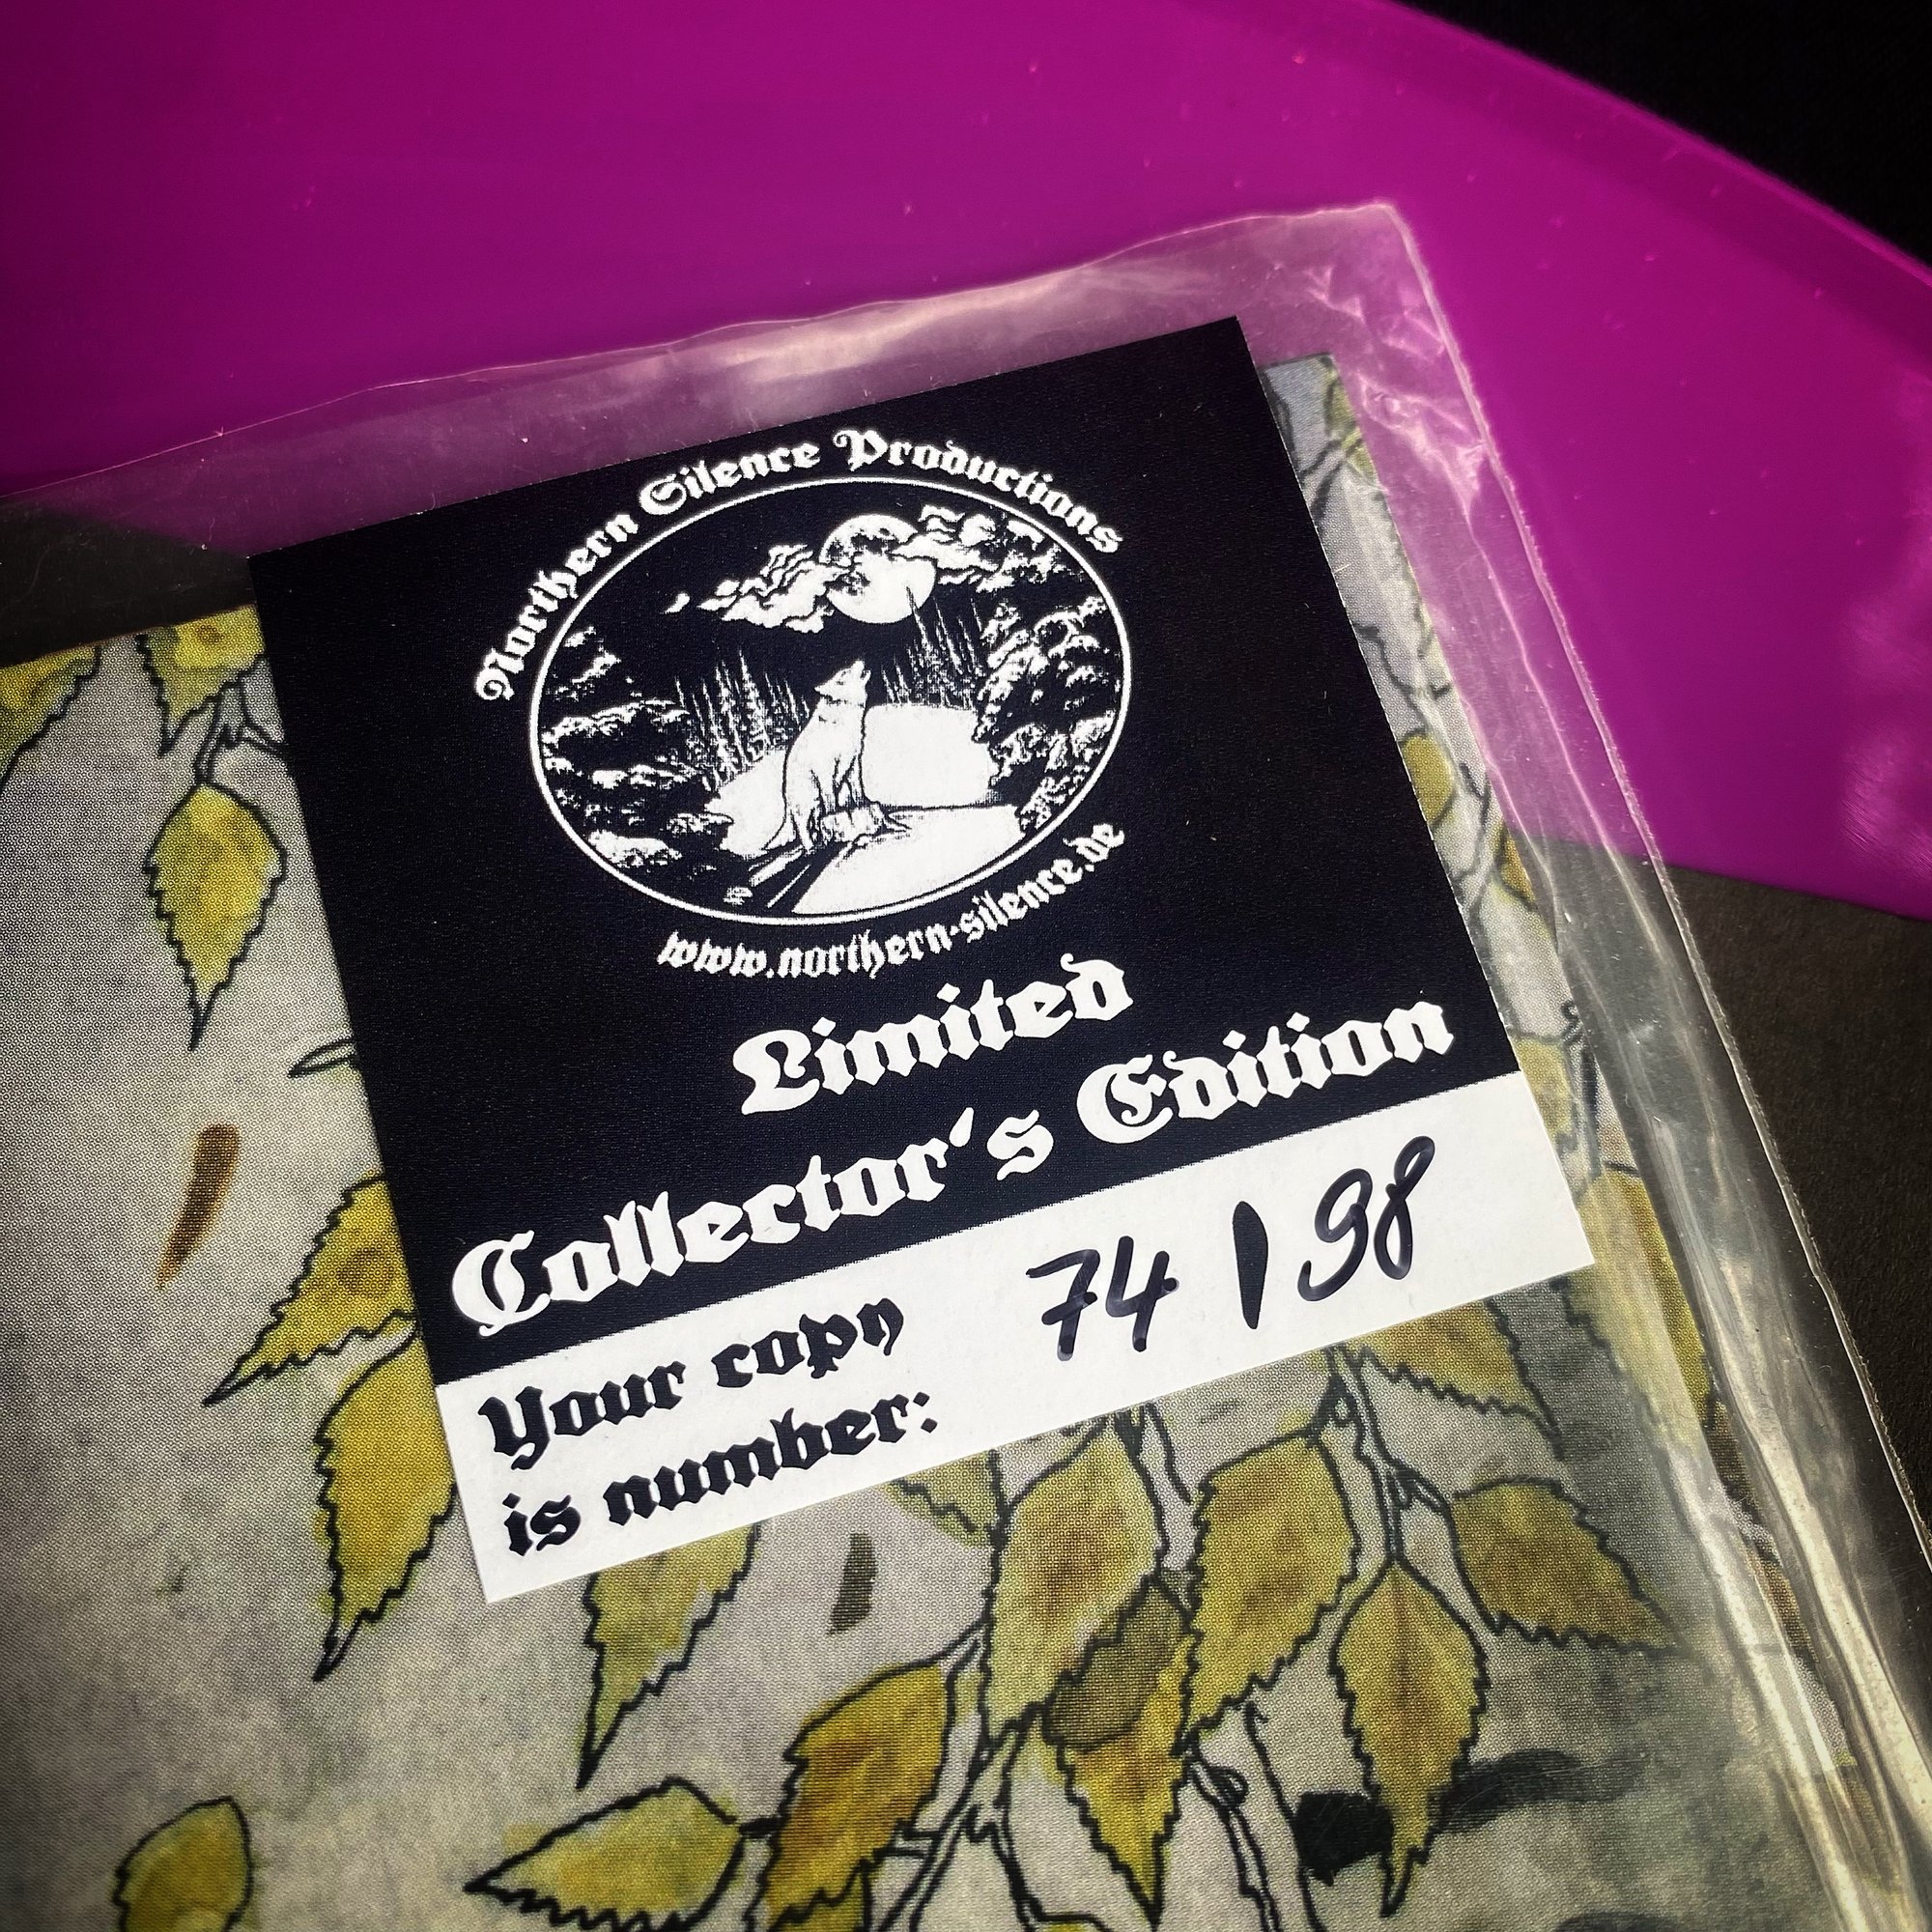 Northern Silence Productions
www.northern-silence.de
Limited
Collector's Edition
Your copy
is number:
74 / 98